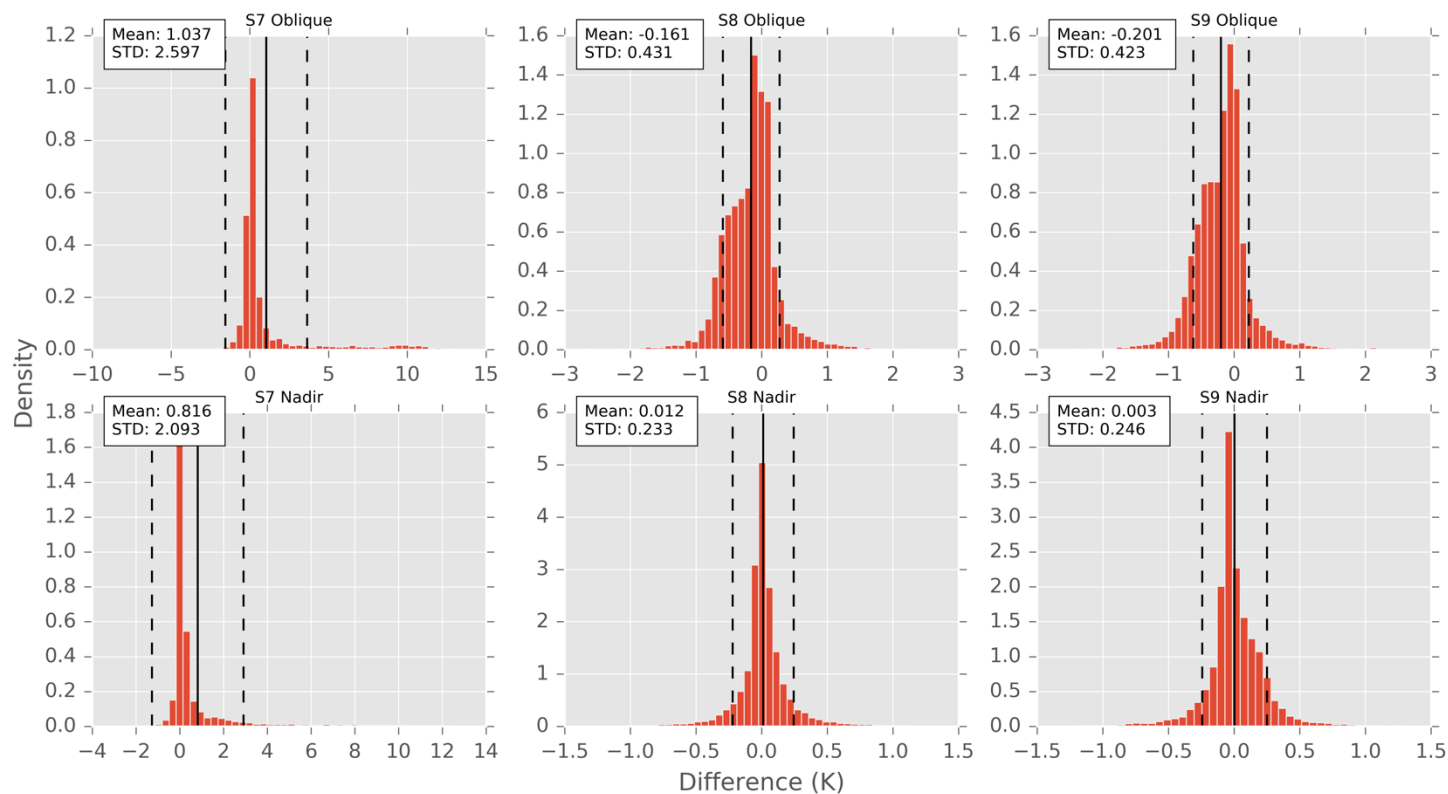 S7 Oblique
Mean: 1.037
STD: 2.597
1.2
1.0
0.8
0.6
0.4
0.2
0.0
−10 −5 0 5 10 15
S8 Oblique
Mean: -0.161
STD: 0.431
1.6
1.4
1.2
1.0
0.8
0.6
0.4
0.2
0.0
−3 −2 −1 0 1 2 3
S9 Oblique
Mean: -0.201
STD: 0.423
1.6
1.4
1.2
1.0
0.8
0.6
0.4
0.2
0.0
−3 −2 −1 0 1 2 3
Density
S7 Nadir
Mean: 0.816
STD: 2.093
1.8
1.6
1.4
1.2
1.0
0.8
0.6
0.4
0.2
0.0
−4 −2 0 2 4 6 8 10 12 14
S8 Nadir
Mean: 0.012
STD: 0.233
6
5
4
3
2
1
0
−1.5 −1.0 −0.5 0.0 0.5 1.0 1.5
S9 Nadir
Mean: 0.003
STD: 0.246
4.5
4.0
3.5
3.0
2.5
2.0
1.5
1.0
0.5
0.0
−1.5 −1.0 −0.5 0.0 0.5 1.0 1.5
Difference (K)